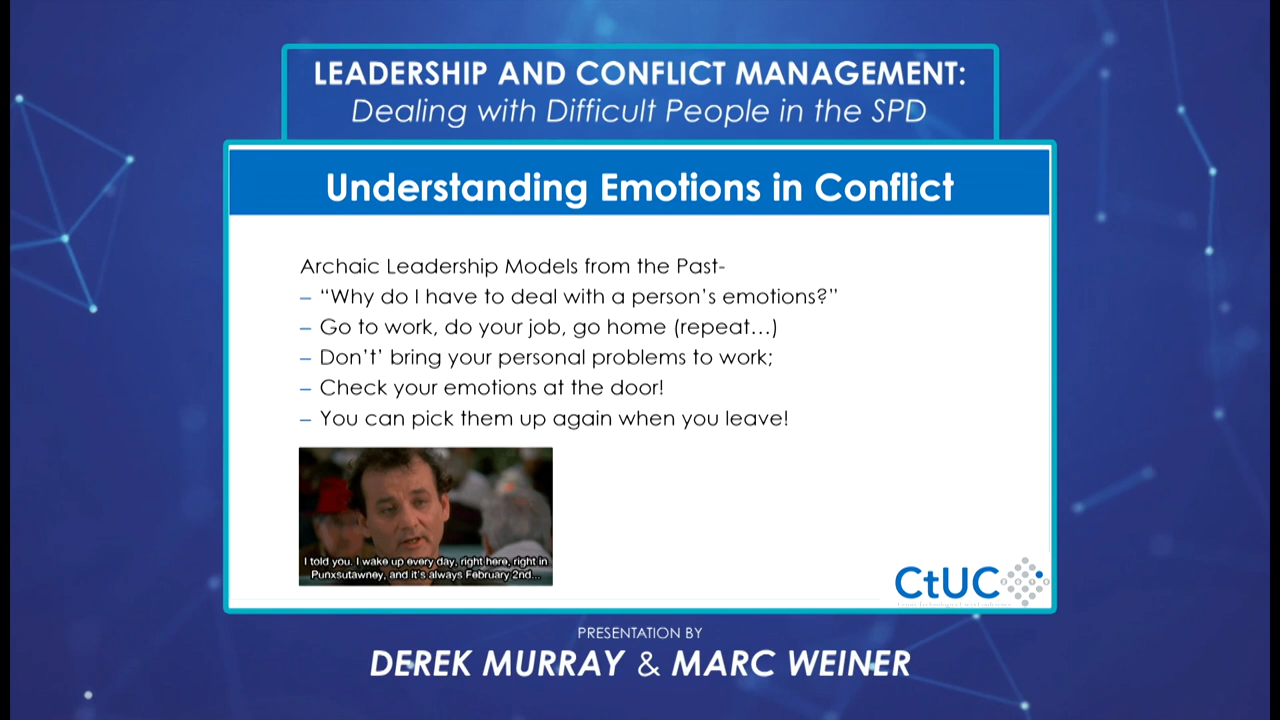 LEADERSHIP AND CONFLICT MANAGEMENT:
Dealing with Difficult People in the SPD
Understanding Emotions in Conflict
Archaic Leadership Models from the Past-
– “Why do I have to deal with a person’s emotions?”
– Go to work, do your job, go home (repeat…)
– Don’t’ bring your personal problems to work;
– Check your emotions at the door!
– You can pick them up again when you leave!
I told you. I wake up every day, right here, right in
Punxsutawney, and it's always February 2nd...
CtUC
PRESENTATION BY
DEREK MURRAY & MARC WEINER